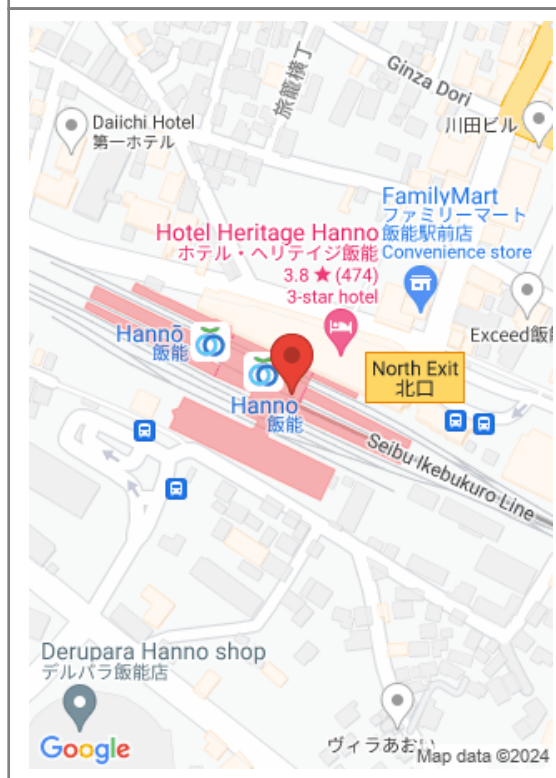 旅籠横丁
Ginza Dori
川田ビル
Daiichi Hotel
第一ホテル
FamilyMart
ファミリーマート
飯能駅前店
Convenience store
Hotel Heritage Hanno
ホテル・ヘリテイジ飯能
3.8 ★ (474)
3-star hotel
Exceed飯能
Hannō
飯能
North Exit
北口
Hanno
飯能
Seibu Ikebukuro Line
Derupara Hanno shop
デルパラ飯能店
ヴィラあおい
Google
Map data ©2024